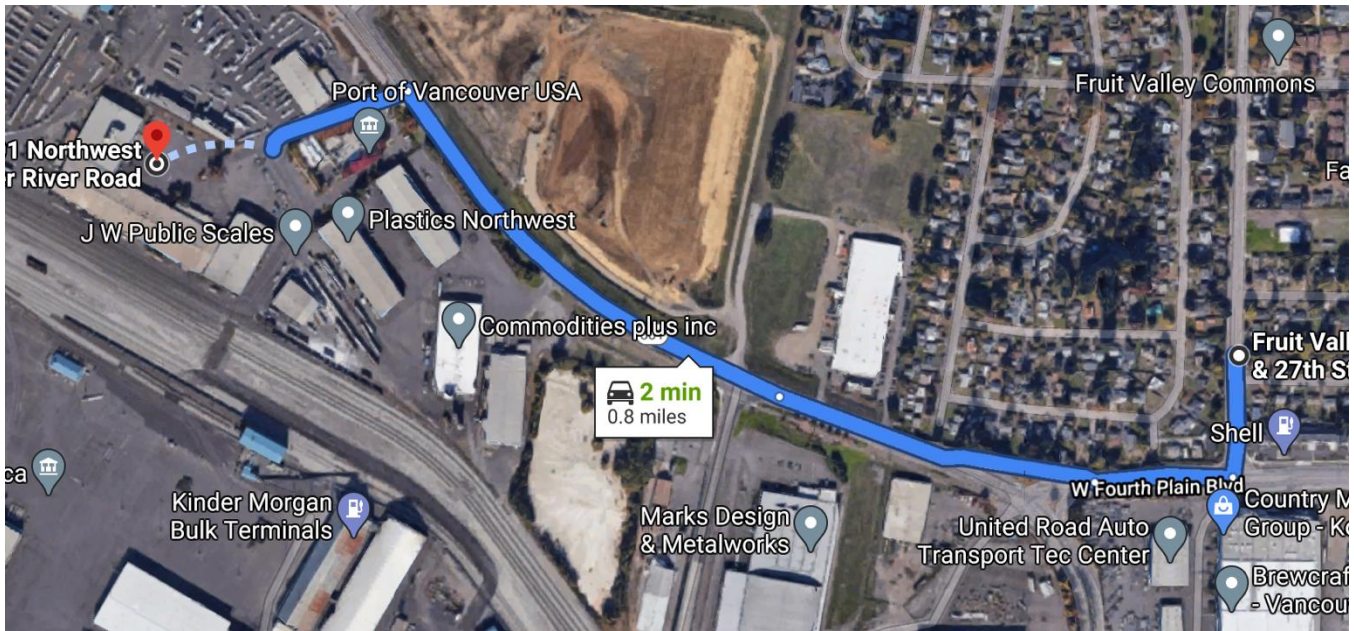 Fruit Valley Commons
Port of Vancouver USA
1 Northwest
r River Road
Fa
J W Public Scales
Plastics Northwest
Commodities plus inc
2 min
0.8 miles
Fruit Vall
& 27th St
Shell
ca
W Fourth Plain Blvd
Kinder Morgan
Bulk Terminals
Marks Design
& Metalworks
United Road Auto
Transport Tec Center
Country M
Group - Ko
Brewcraf
- Vancou